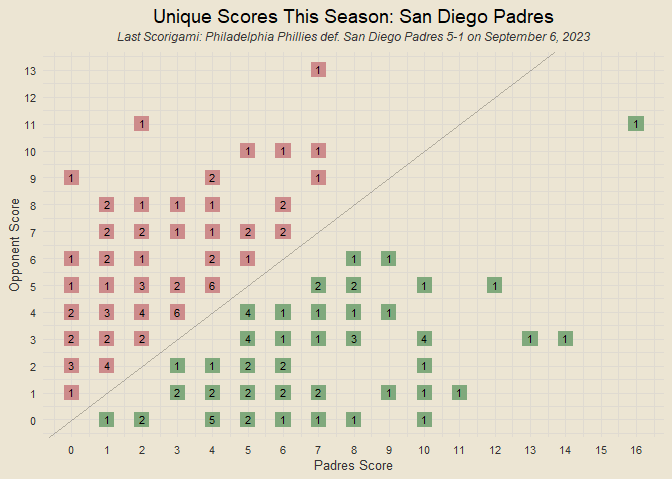 Unique Scores This Season: San Diego Padres
Last Scorigami: Philadelphia Phillies def. San Diego Padres 5-1 on September 6, 2023
13 1
12
11 1 1
10 1 1 1
9 1 2 1
8 2 1 1 1 2
7 2 2 1 1 2 2
6 1 2 1 2 1 1 1
5 1 1 3 2 6 2 2 1 1
4 2 3 4 6 4 1 1 1 1
3 2 2 2 4 1 1 3 4 1 1
2 3 4 1 1 2 2 1
1 1 2 2 2 2 2 1 1 1
0 1 2 5 2 1 1 1 1
0 1 2 3 4 5 6 7 8 9 10 11 12 13 14 15 16
Padres Score
Opponent Score